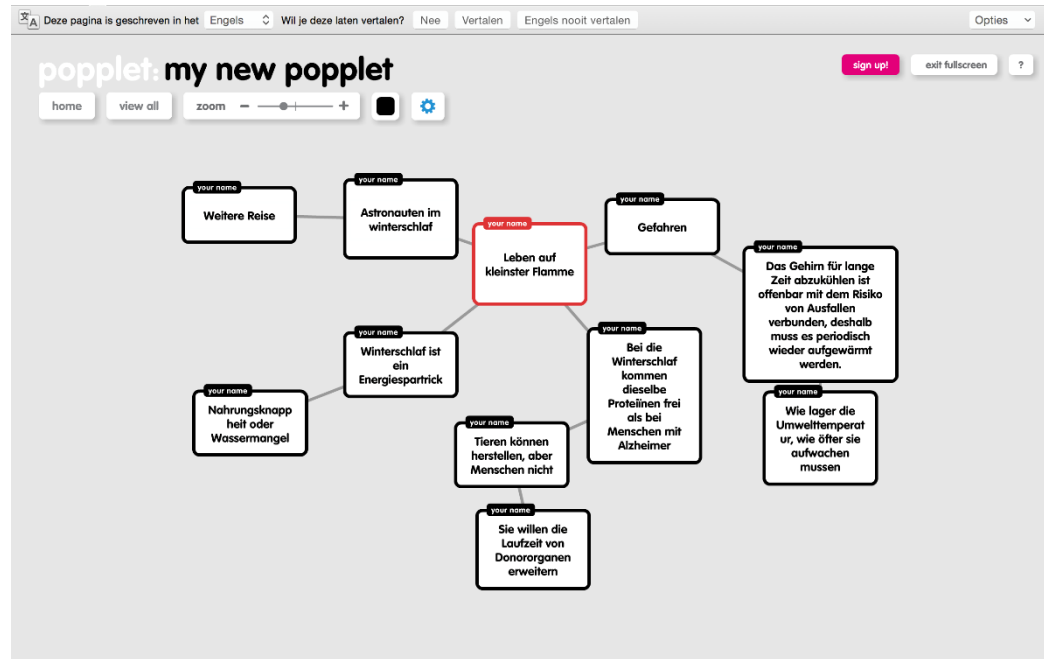 Deze pagina is geschreven in het Engels Wil je deze laten vertalen? Nee Vertalen Engels nooit vertalen Opties
popplet: my new popplet
sign up! exit fullscreen ?
home view all zoom
your name
Weitere Reise
your name
Astronauten im
winterschlaf
your name
Leben auf
kleinster Flamme
your name
Gefahren
your name
Das Gehirn für lange
Zeit abzukühlen ist
offenbar mit dem Risiko
von Ausfallen
verbunden, deshalb
muss es periodisch
wieder aufgewärmt
werden.
your name
Winterschlaf ist
ein
Energiespartrick
your name
Bei die
Winterschlaf
kommen
dieselbe
Proteiïnen frei
als bei
Menschen mit
Alzheimer
your name
Nahrungsknapp
heit oder
Wassermangel
your name
Wie lager die
Umwelttemperat
ur, wie öfter sie
aufwachen
mussen
your name
Tieren können
herstellen, aber
Menschen nicht
your name
Sie willen die
Laufzeit von
Donororganen
erweitern